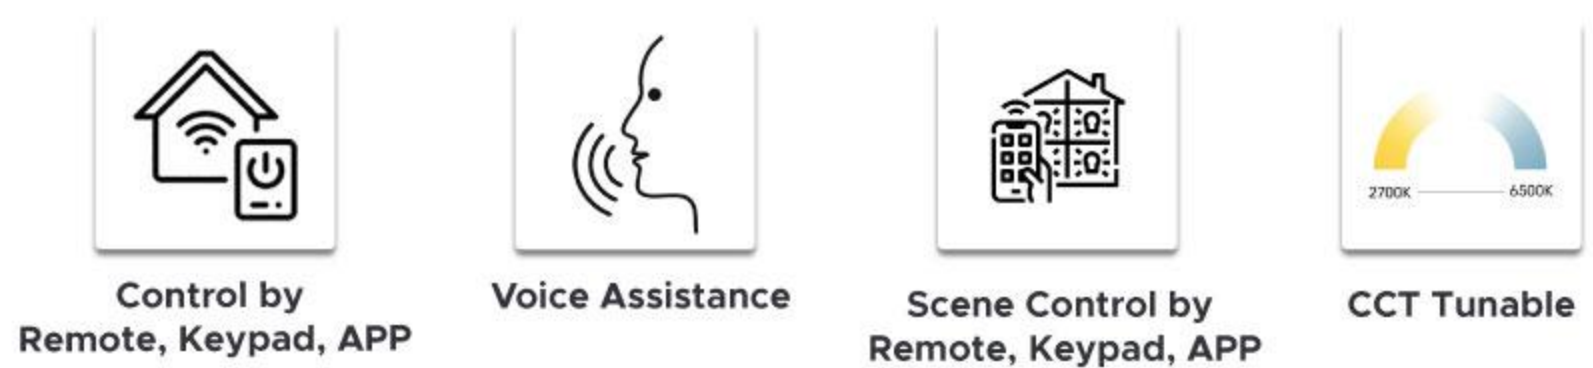 Control by
Remote, Keypad, APP
Voice Assistance
Scene Control by
Remote, Keypad, APP
2700K
6500K
CCT Tunable